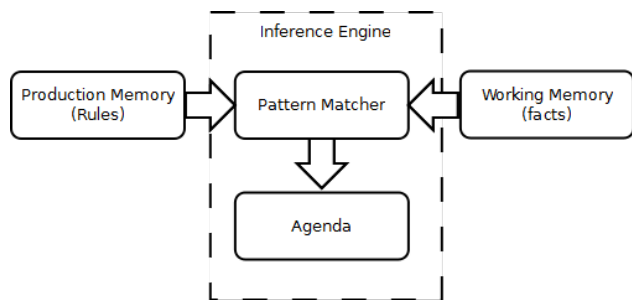 Inference Engine
Production Memory
(Rules)
Pattern Matcher
Working Memory
(facts)
Agenda